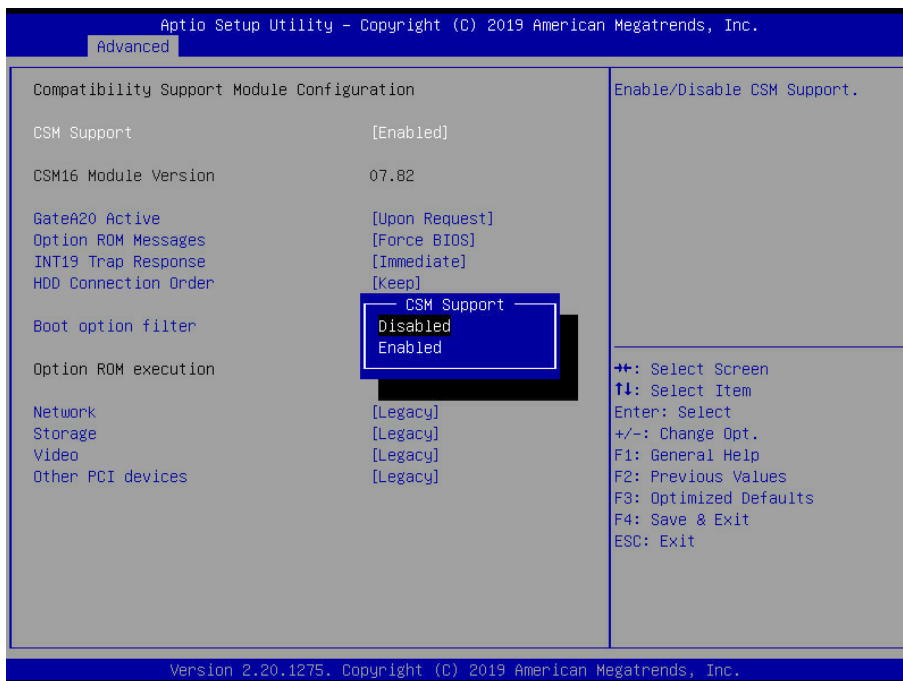 Aptio Setup Utility – Copyright (C) 2019 American Megatrends, Inc.
Advanced
Compatibility Support Module Configuration
CSM Support [Enabled]
CSM16 Module Version 07.82
GateA20 Active [Upon Request]
Option ROM Messages [Force BIOS]
INT19 Trap Response [Immediate]
HDD Connection Order [Keep]
Boot option filter
Option ROM execution
Network [Legacy]
Storage [Legacy]
Video [Legacy]
Other PCI devices [Legacy]
CSM Support
Disabled
Enabled
Enable/Disable CSM Support.
→←: Select Screen
↑↓: Select Item
Enter: Select
+/-: Change Opt.
F1: General Help
F2: Previous Values
F3: Optimized Defaults
F4: Save & Exit
ESC: Exit
Version 2.20.1275. Copyright (C) 2019 American Megatrends, Inc.